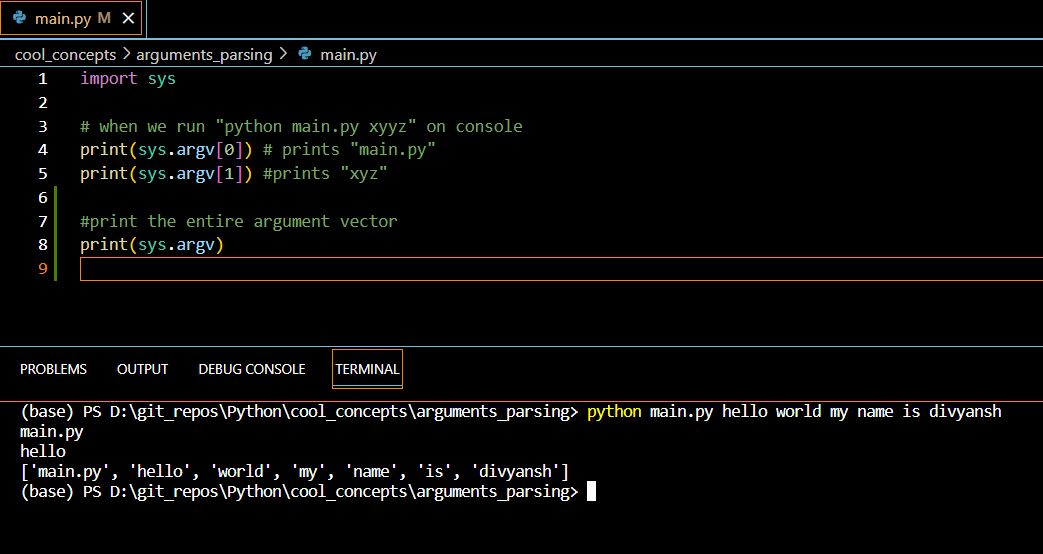 main.py M ×
cool_concepts > arguments_parsing > main.py
1 import sys
2
3 # when we run "python main.py xyyz" on console
4 print(sys.argv[0]) # prints "main.py"
5 print(sys.argv[1]) #prints "xyz"
6
7 #print the entire argument vector
8 print(sys.argv)
9
PROBLEMS OUTPUT DEBUG CONSOLE TERMINAL
(base) PS D:\git_repos\Python\cool_concepts\arguments_parsing> python main.py hello world my name is divyansh
main.py
hello
['main.py', 'hello', 'world', 'my', 'name', 'is', 'divyansh']
(base) PS D:\git_repos\Python\cool_concepts\arguments_parsing>